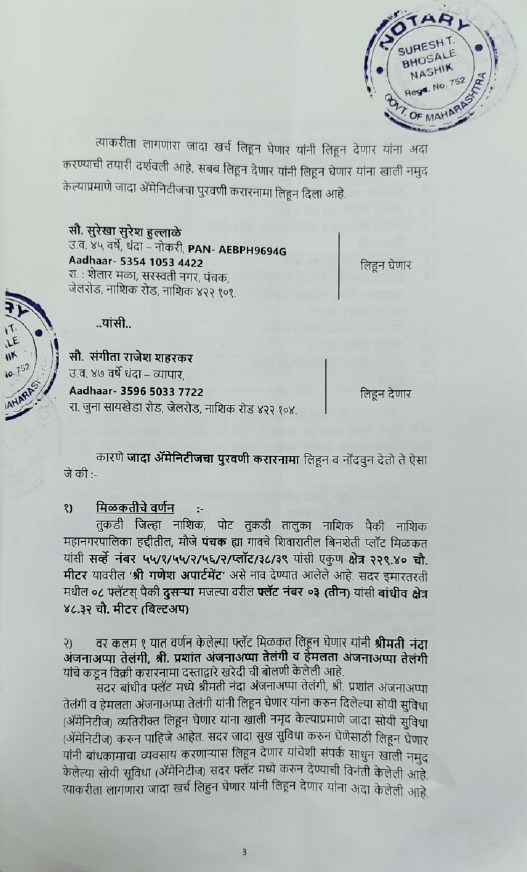 NOTARY
SURESH T.
BHOSALE
NASHIK
Regd. No. 752
GOVT. OF MAHARASHTRA
त्याकरीता लागणारा जादा खर्च लिहून घेणार यांनी लिहून देणार यांना अदा
करण्याची तयारी दर्शवली आहे, सबब लिहून देणार यांनी लिहून घेणार यांना खाली नमुद
केल्याप्रमाणे जादा ॲमेनिटीजचा पुरवणी करारनामा लिहून दिला आहे.
सौ. सुरेखा सुरेश हुल्लाळे
उ.व. ४५ वर्षे, धंदा – नोकरी, PAN- AEBPH9694G
Aadhaar- 5354 1053 4422
रा. : शेलार मळा, सरस्वती नगर, पंचक,
जेलरोड, नाशिक रोड, नाशिक ४२२ १०१.
लिहून घेणार
..यांसी..
सौ. संगीता राजेश शहरकर
उ.व. ४७ वर्षे धंदा – व्यापार,
Aadhaar- 3596 5033 7722
रा. जुना सायखेडा रोड, जेलरोड, नाशिक रोड ४२२ १०४.
लिहून देणार
कारणे जादा ॲमेनिटीजचा पुरवणी करारनामा लिहून व नोंदवुन देतो ते ऐसा
जे की :-
१) मिळकतीचे वर्णन :-
तुकडी जिल्हा नाशिक, पोट तुकडी तालुका नाशिक पैकी नाशिक
महानगरपालिका हद्दीतील, मौजे पंचक ह्या गावचे शिवारातील बिनशेती प्लॉट मिळकत
यांसी सर्व्हे नंबर ५५/१/५५/२/५६/२/प्लॉट/३८/३९ यांसी एकुण क्षेत्र २२९.४० चौ.
मीटर यावरील 'श्री गणेश अपार्टमेंट' असे नाव देण्यात आलेले आहे. सदर इमारतरती
मधील ०८ फ्लॅटस् पैकी दुसऱ्या मजल्या वरील फ्लॅट नंबर ०३ (तीन) यांसी बांधीव क्षेत्र
४८.३२ चौ. मीटर (बिल्टअप)
२) वर कलम १ यात वर्णन केलेल्या फ्लॅट मिळकत लिहून घेणार यांनी श्रीमती नंदा
अंजनाअप्पा तेलंगी, श्री. प्रशांत अंजनाअप्पा तेलंगी व हेमलता अंजनाअप्पा तेलंगी
यांचे कडून विक्री करारनामा दस्ताद्वारे खरेदी ची बोलणी केलेली आहे.
सदर बांधीव फ्लॅट मध्ये श्रीमती नंदा अंजनाअप्पा तेलंगी, श्री. प्रशांत अंजनाअप्पा
तेलंगी व हेमलता अंजनाअप्पा तेलंगी यांनी लिहून घेणार यांना करुन दिलेल्या सोयी सुविधा
(ॲमेनिटीज) व्यतिरीक्त लिहून घेणार यांना खाली नमृद केल्याप्रमाणे जादा सोयी सुविधा
(ॲमेनिटीज) करुन पाहिजे आहेत. सदर जादा सुख सुविधा करुन घेणेसाठी लिहून घेणार
यांनी बांधकामाचा व्यवसाय करणाऱ्यास लिहून देणार यांचेशी संपर्क साधुन खाली नमुद
केलेल्या सोयी सूविधा (ॲमेनिटीज) सदर फ्लॅट मध्ये करुन देण्याची विनंती केलेली आहे.
त्याकरीता लागणारा जादा खर्च लिहुन घेणार यांनी लिहून देणार यांना अदा केलेली आहे.
3